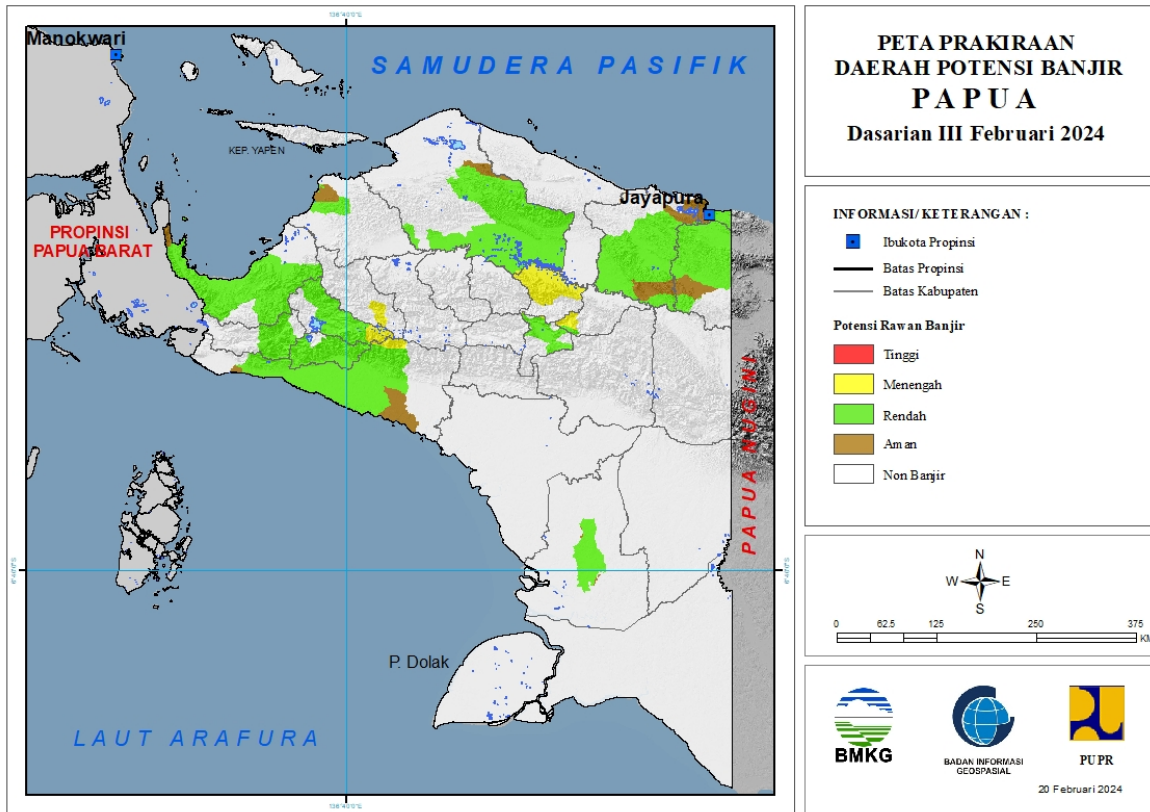 Manokwari
SAMUDERA PASIFIK
KEP. YAPEN
Jayapura
PROPINSI
PAPUA BARAT
PAPUA NUGINI
P. Dolak
LAUT ARAFURA
PETA PRAKIRAAN
DAERAH POTENSI BANJIR
PAPUA
Dasarian III Februari 2024
INFORMASI/ KETERANGAN :
Ibukota Propinsi
Batas Propinsi
Batas Kabupaten
Potensi Rawan Banjir
Tinggi
Menengah
Rendah
Aman
Non Banjir
N
W E
S
0 62.5 125 250 375
KM
BMKG
BADAN INFORMASI
GEOSPASIAL
PUPR
20 Februari 2024